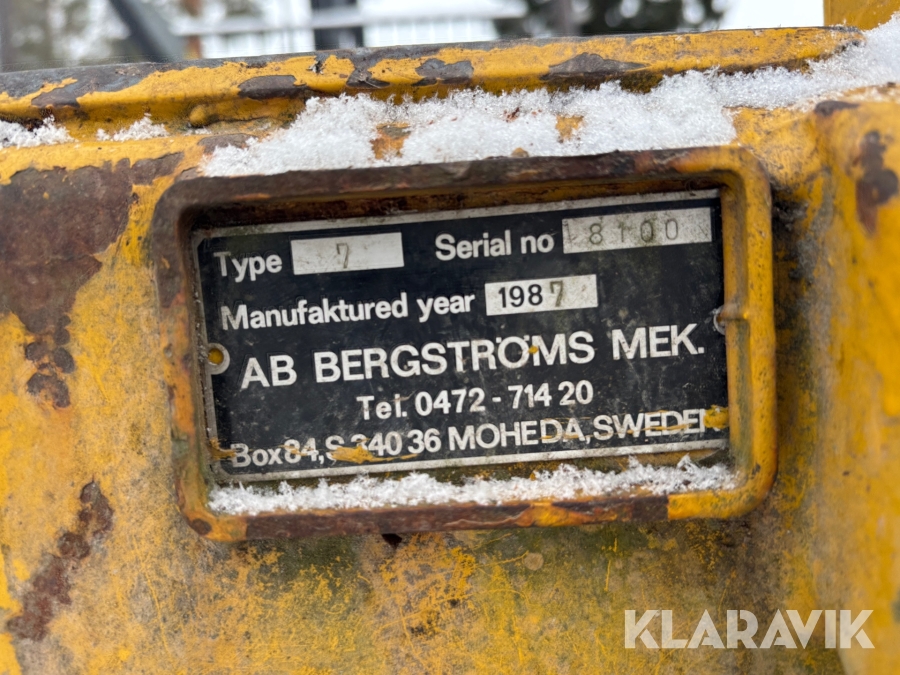 Type 7 Serial no 8100
Manufaktured year 1987
AB BERGSTRÖMS MEK.
Tel. 0472-714 20
Box 84, S 340 36 MOHEDA, SWEDEN
KLARAVIK